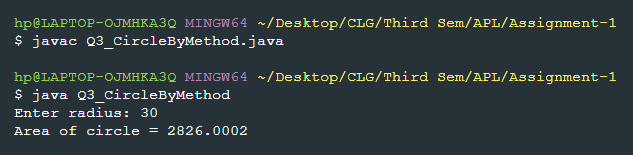 hp@LAPTOP-OJMHKA3Q MINGW64 ~/Desktop/CLG/Third Sem/APL/Assignment-1
$ javac Q3_CircleByMethod.java
hp@LAPTOP-OJMHKA3Q MINGW64 ~/Desktop/CLG/Third Sem/APL/Assignment-1
$ java Q3_CircleByMethod
Enter radius: 30
Area of circle = 2826.0002